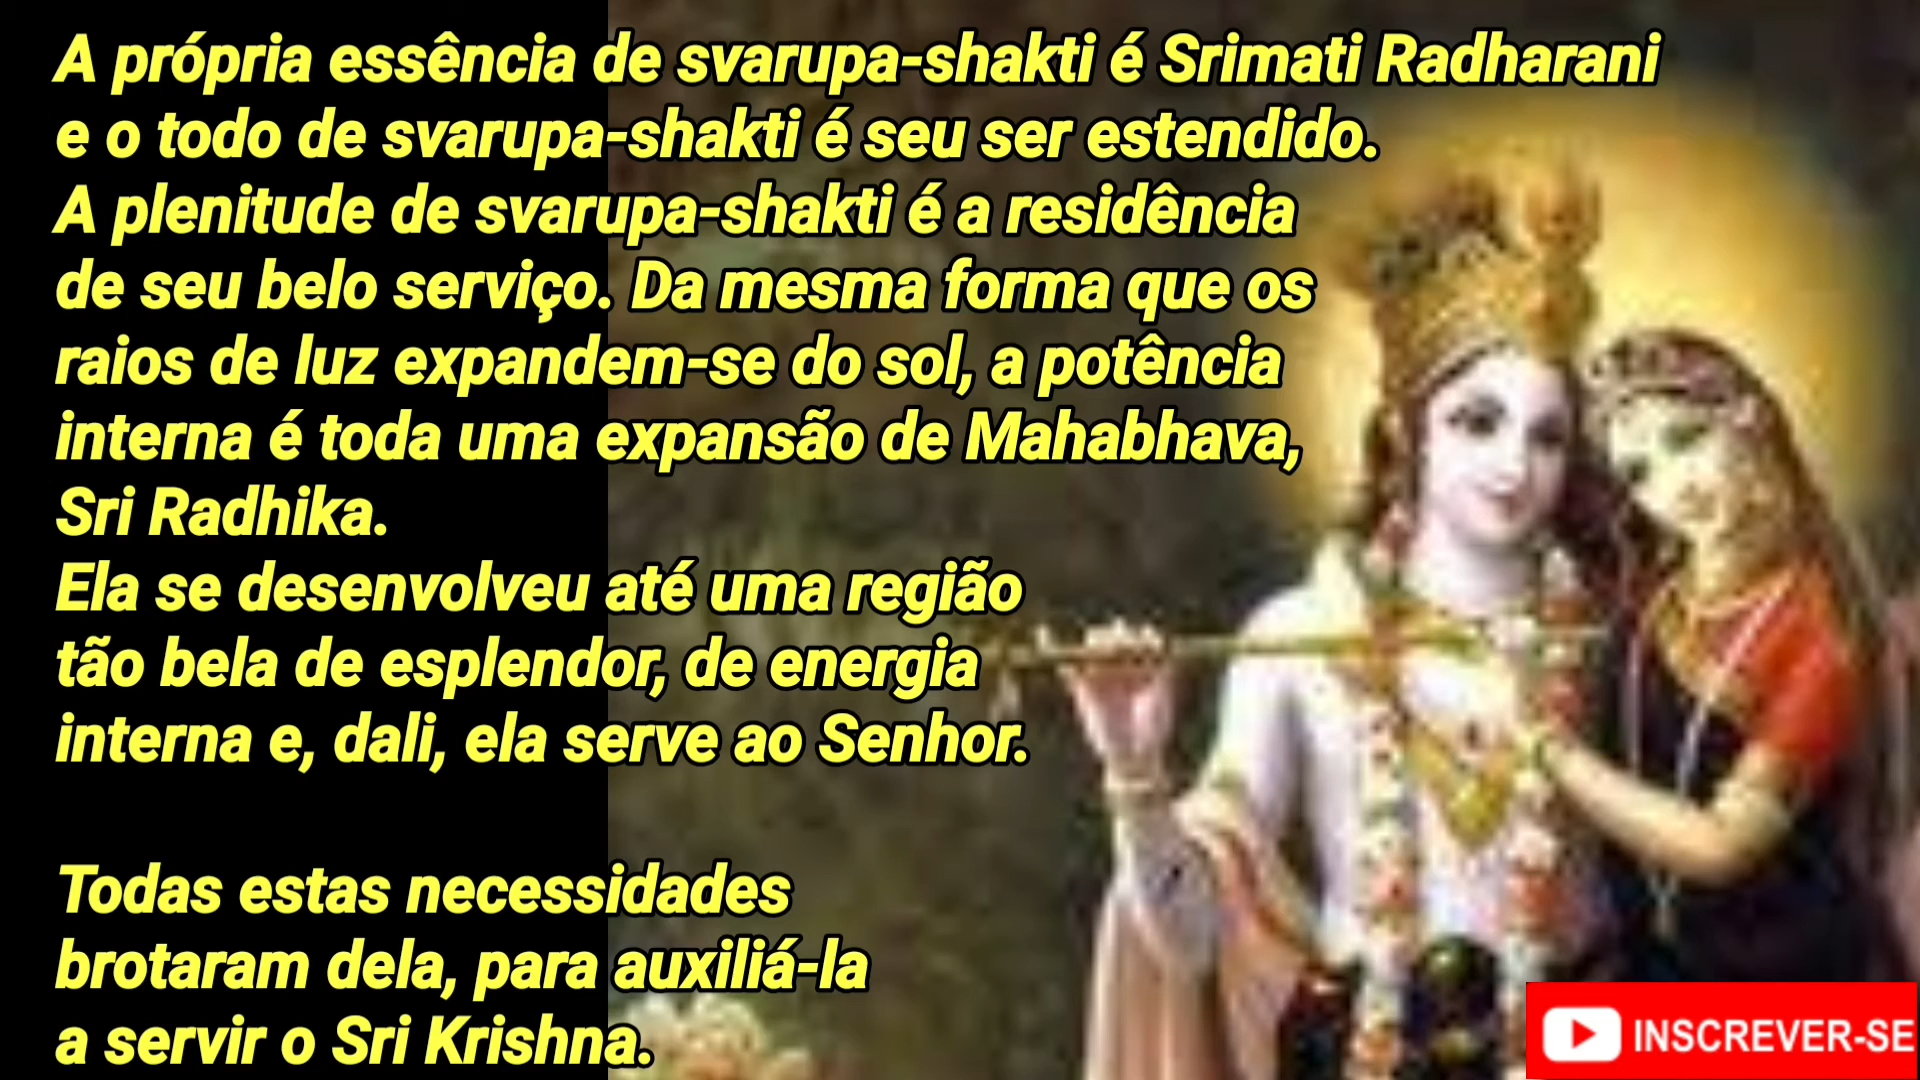 A própria essência de svarupa-shakti é Srimati Radharani
e o todo de svarupa-shakti é seu ser estendido.
A plenitude de svarupa-shakti é a residência
de seu belo serviço. Da mesma forma que os
raios de luz expandem-se do sol, a potência
interna é toda uma expansão de Mahabhava,
Sri Radhika.
Ela se desenvolveu até uma região
tão bela de esplendor, de energia
interna e, dali, ela serve ao Senhor.
Todas estas necessidades
brotaram dela, para auxiliá-la
a servir o Sri Krishna.
INSCREVER-SE